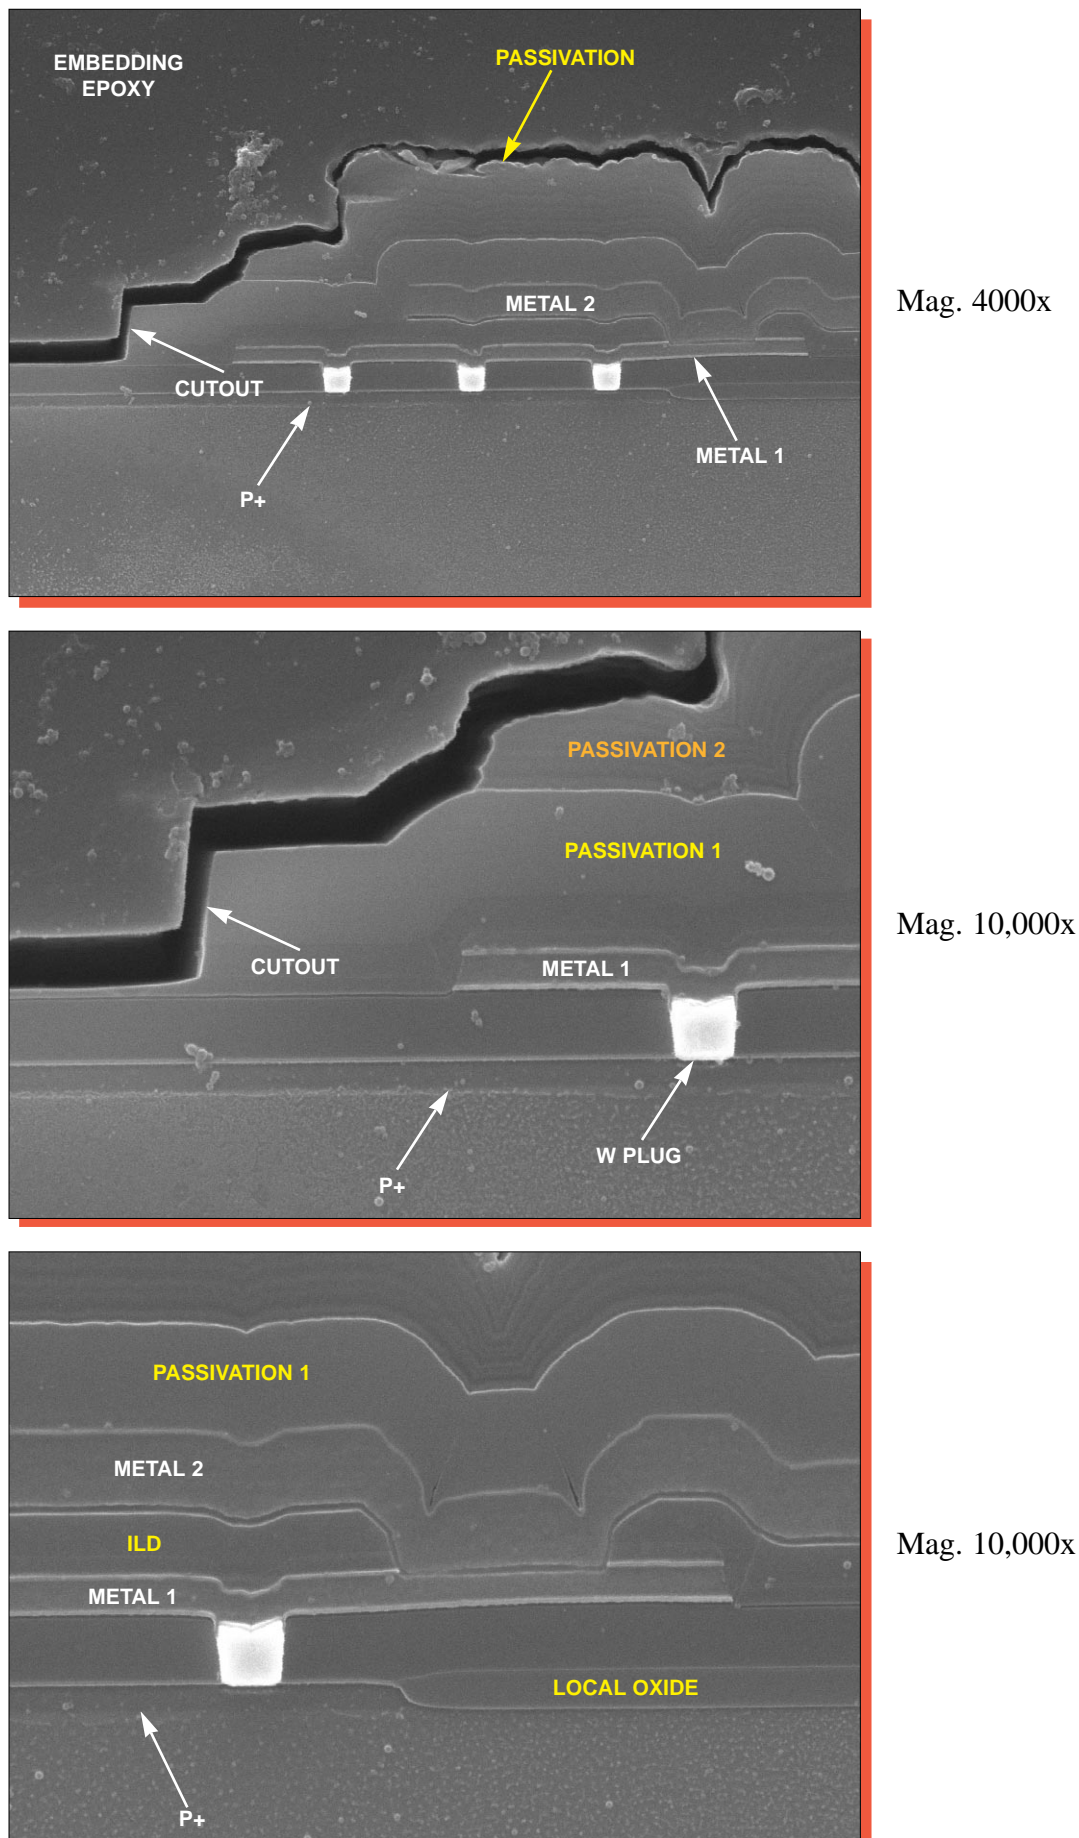 EMBEDDING
EPOXY
PASSIVATION
METAL 2
CUTOUT
METAL 1
P+
Mag. 4000x
PASSIVATION 2
PASSIVATION 1
METAL 1
CUTOUT
W PLUG
P+
Mag. 10,000x
PASSIVATION 1
METAL 2
ILD
METAL 1
LOCAL OXIDE
P+
Mag. 10,000x